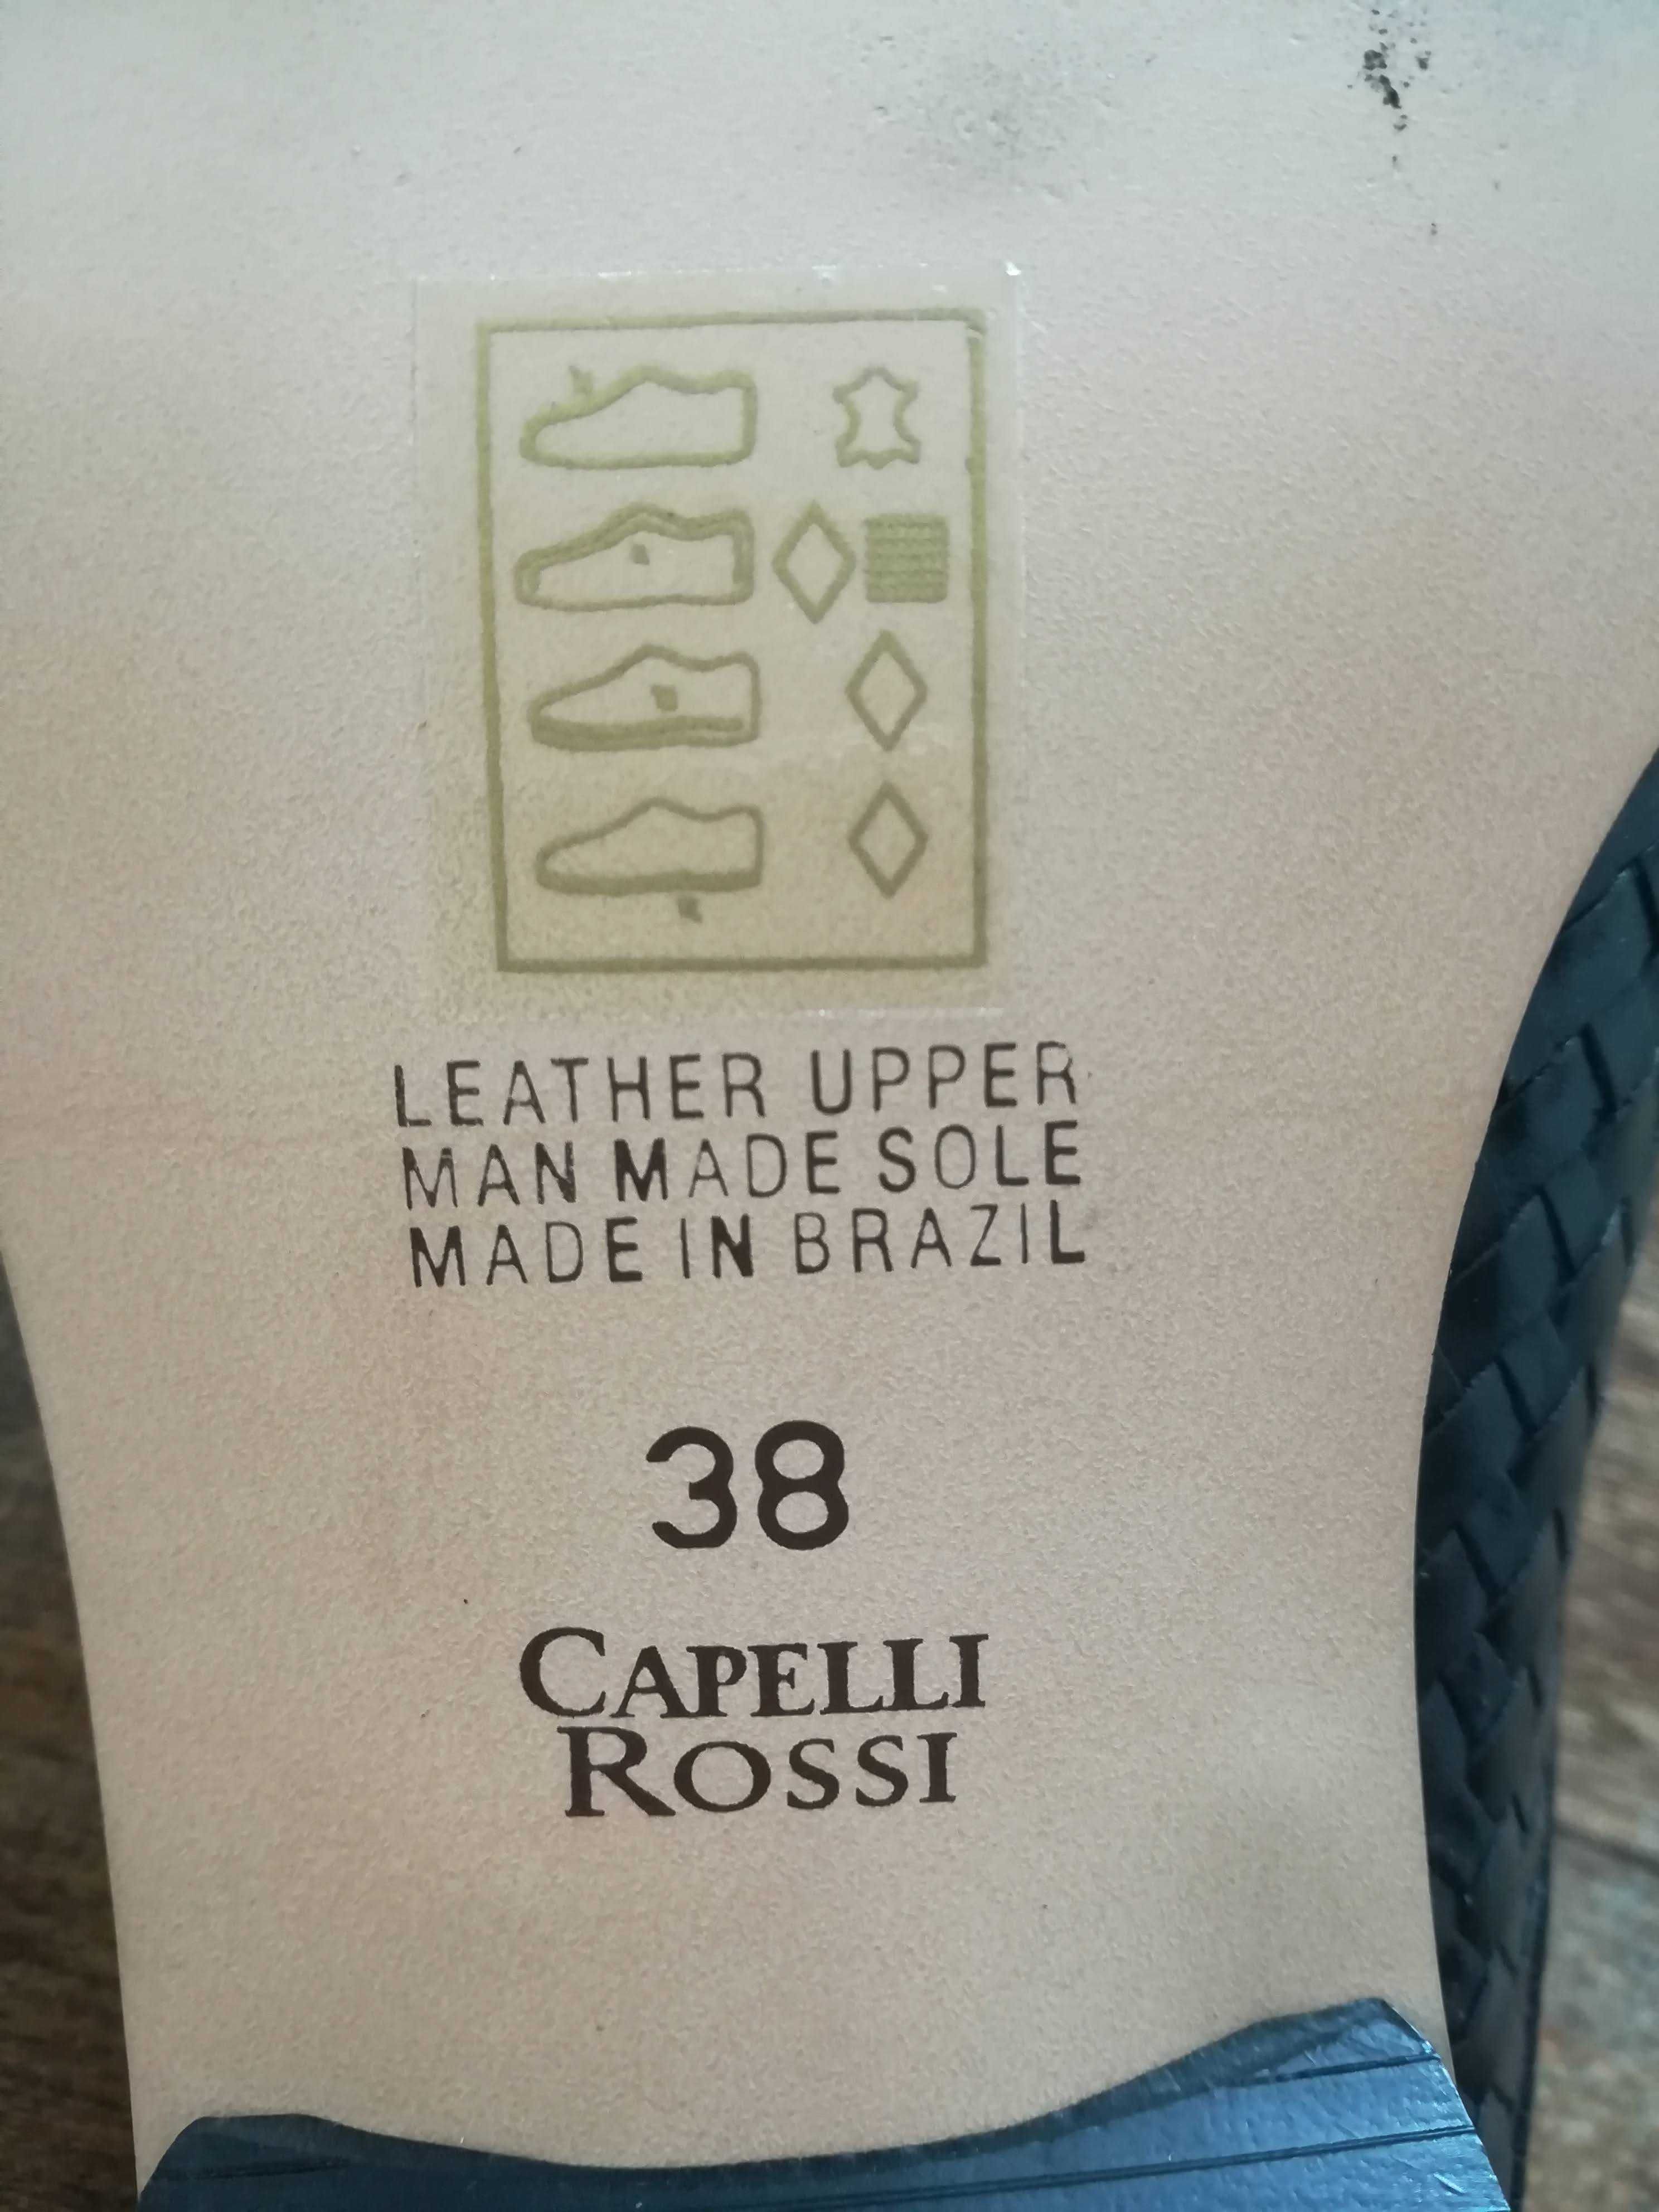 LEATHER UPPER
MAN MADE SOLE
MADE IN BRAZIL
38
CAPELLI
ROSSI